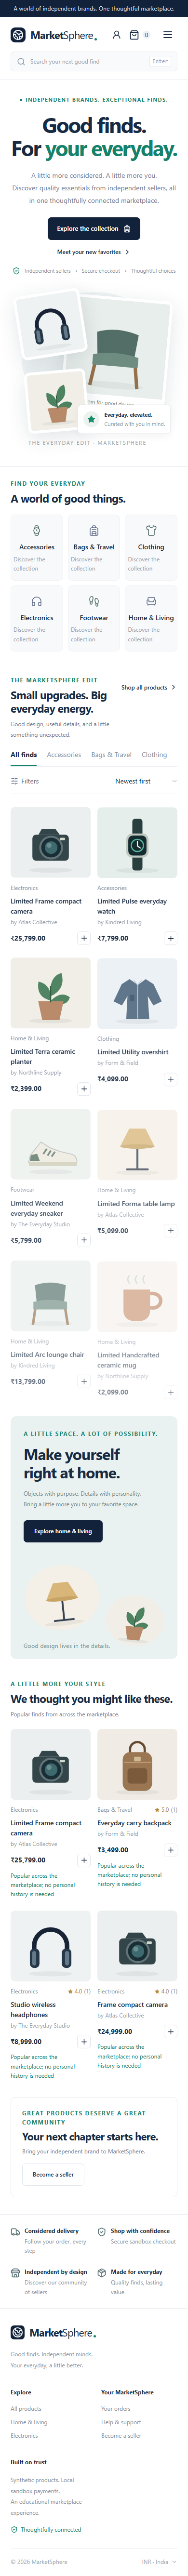 A world of independent brands. One thoughtful marketplace.
MarketSphere.
0
Search your next good find
Enter
• INDEPENDENT BRANDS. EXCEPTIONAL FINDS.
Good finds.
For your everyday.
A little more considered. A little more you.
Discover quality essentials from independent sellers, all
in one thoughtfully connected marketplace.
Explore the collection
Meet your new favorites
Independent sellers • Secure checkout • Thoughtful choices
Everyday, elevated.
Curated with you in mind.
THE EVERYDAY EDIT · MARKETSPHERE
FIND YOUR EVERYDAY
A world of good things.
Accessories
Discover the
collection
Bags & Travel
Discover the
collection
Clothing
Discover the
collection
Electronics
Discover the
collection
Footwear
Discover the
collection
Home & Living
Discover the
collection
THE MARKETSPHERE EDIT
Small upgrades. Big
everyday energy.
Shop all products
Good design, useful details, and a little
something unexpected.
All finds
Accessories
Bags & Travel
Clothing
Filters
Newest first
Electronics
Limited Frame compact
camera
by Atlas Collective
₹25,799.00
Accessories
Limited Pulse everyday
watch
by Kindred Living
₹7,799.00
Home & Living
Limited Terra ceramic
planter
by Northline Supply
₹2,399.00
Clothing
Limited Utility overshirt
by Form & Field
₹4,099.00
Footwear
Limited Weekend
everyday sneaker
by The Everyday Studio
₹5,799.00
Home & Living
Limited Forma table lamp
by Atlas Collective
₹5,099.00
Home & Living
Limited Arc lounge chair
by Kindred Living
₹13,799.00
Home & Living
Limited Handcrafted
ceramic mug
by Northline Supply
₹2,099.00
A LITTLE SPACE. A LOT OF POSSIBILITY.
Make yourself
right at home.
Objects with purpose. Details with personality.
Bring a little more you to your favorite space.
Explore home & living
Good design lives in the details.
A LITTLE MORE YOUR STYLE
We thought you might like these.
Popular finds from across the marketplace.
Electronics
Limited Frame compact
camera
by Atlas Collective
₹25,799.00
Popular across the
marketplace; no personal
history is needed
Bags & Travel
★ 5.0 (1)
Everyday carry backpack
by Form & Field
₹3,499.00
Popular across the
marketplace; no personal
history is needed
Electronics
★ 4.0 (1)
Studio wireless
headphones
by The Everyday Studio
₹8,999.00
Popular across the
marketplace; no personal
history is needed
Electronics
★ 4.0 (1)
Frame compact camera
by Atlas Collective
₹24,999.00
Popular across the
marketplace; no personal
history is needed
GREAT PRODUCTS DESERVE A GREAT
COMMUNITY
Your next chapter starts here.
Bring your independent brand to MarketSphere.
Become a seller
Considered delivery
Follow your order, every
step
Shop with confidence
Secure sandbox checkout
Independent by design
Discover our community
of sellers
Made for everyday
Quality finds, lasting
value
MarketSphere.
Good finds. Independent minds.
Your everyday, a little better.
Explore
All products
Home & living
Electronics
Your MarketSphere
Your orders
Help & support
Become a seller
Built on trust
Synthetic products. Local
sandbox payments.
An educational marketplace
experience.
Thoughtfully connected
© 2026 MarketSphere
INR · India